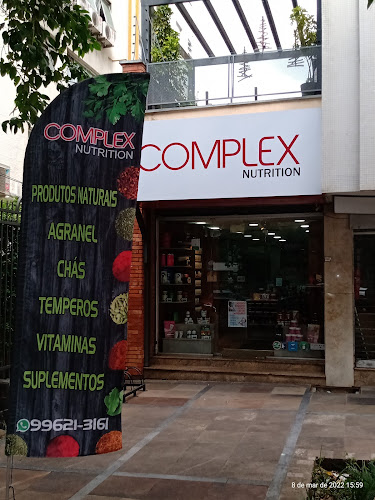 COMPLEX
NUTRITION
PRODUTOS NATURAIS
AGRANEL
CHÁS
TEMPEROS
VITAMINAS
SUPLEMENTOS
99621-3161
COMPLEX
NUTRITION
8 de mar de 2022 15:59